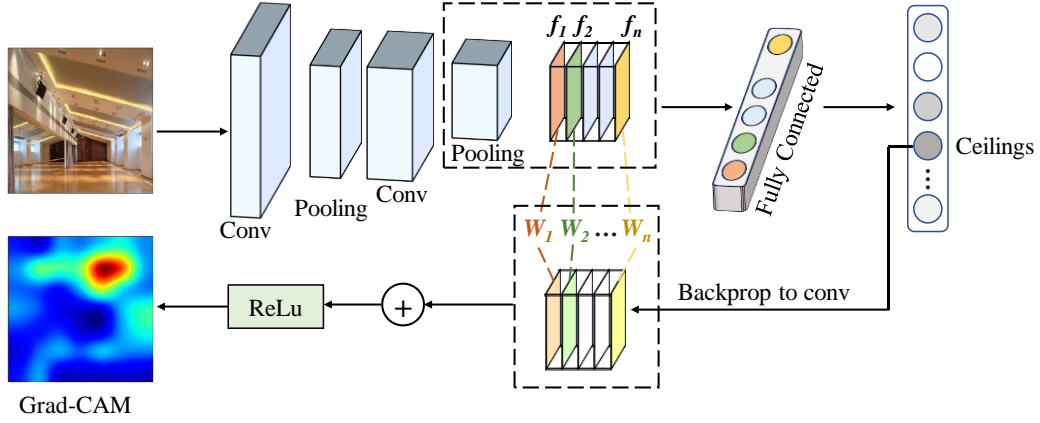 f1 f2 fn
Pooling
Conv
Pooling
Conv
Fully Connected
Ceilings
W1 W2 ... Wn
Backprop to conv
ReLu
+
Grad-CAM